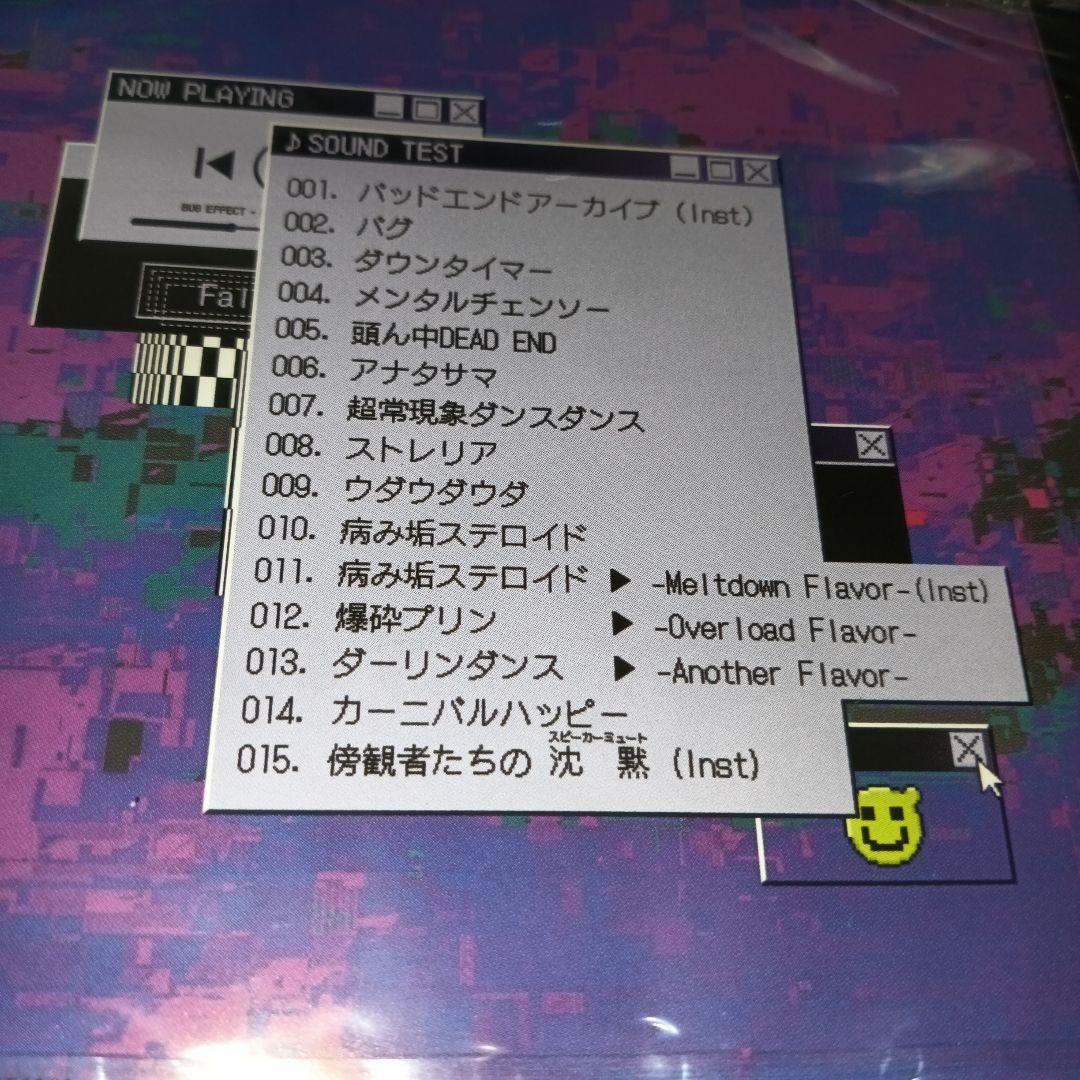 NOW PLAYING
BUG EFFECT -
♪SOUND TEST
001. バッドエンドアーカイブ (Inst)
002. バグ
003. ダウンタイマー
004. メンタルチェンソー
005. 頭ん中DEAD END
006. アナタサマ
007. 超常現象ダンスダンス
008. ストレリア
009. ウダウダウダ
010. 病み垢ステロイド
011. 病み垢ステロイド ▶ -Meltdown Flavor-(Inst)
012. 爆砕プリン ▶ -Overload Flavor-
013. ダーリンダンス ▶ -Another Flavor-
014. カーニバルハッピー
スピーカーミュート
015. 傍観者たちの 沈黙 (Inst)